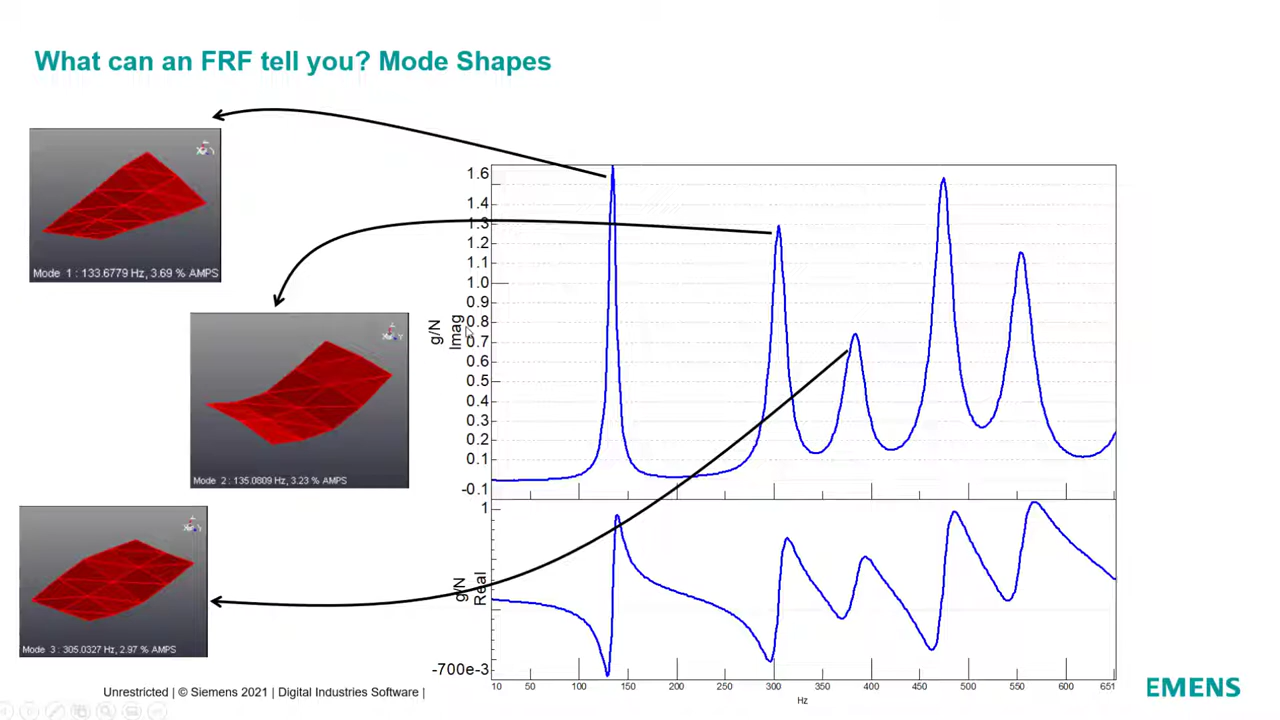 What can an FRF tell you? Mode Shapes
Mode 1 : 133.6779 Hz, 3.69 % AMPS
Mode 2 : 135.0809 Hz, 3.23 % AMPS
Mode 3 : 305.0327 Hz, 2.97 % AMPS
1.6
1.4
1.3
1.2
1.1
1.0
0.9
0.8
0.7
0.6
0.5
0.4
0.3
0.2
0.1
-0.1
g/N
Imag
1
g/N
Real
-700e-3
10 50 100 150 200 250 300 350 400 450 500 550 600 651
Hz
Unrestricted | © Siemens 2021 | Digital Industries Software |
EMENS